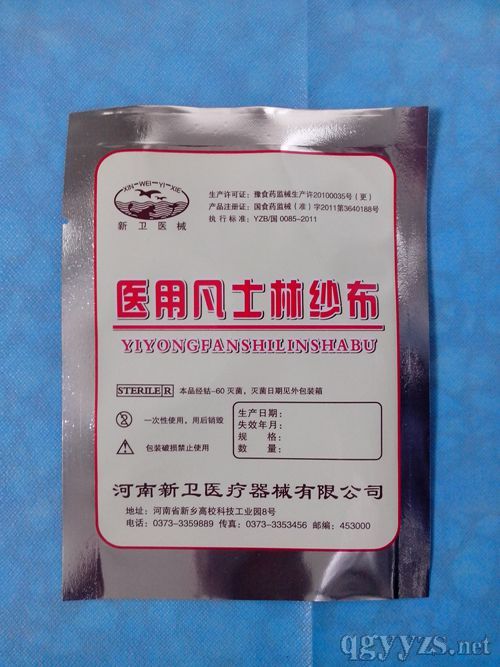 XIN-WEI-YI-XIE
新卫医械
生产许可证：豫食药监械生产许20100035号（更）
产品注册证：国食药监械（准）字2011第3640188号
执行标准：YZB/国 0085-2011
医用凡士林纱布
YIYONGFANSHILINSHABU
STERILE R 本品经钴-60 灭菌，灭菌日期见外包装箱
一次性使用，用后销毁
包装破损禁止使用
生产日期：
失效年月：
规格：
数量：
河南新卫医疗器械有限公司
地址：河南省新乡高校科技工业园8号
电话：0373-3359889 传真：0373-3353456 邮编：453000
qgyyzs.net